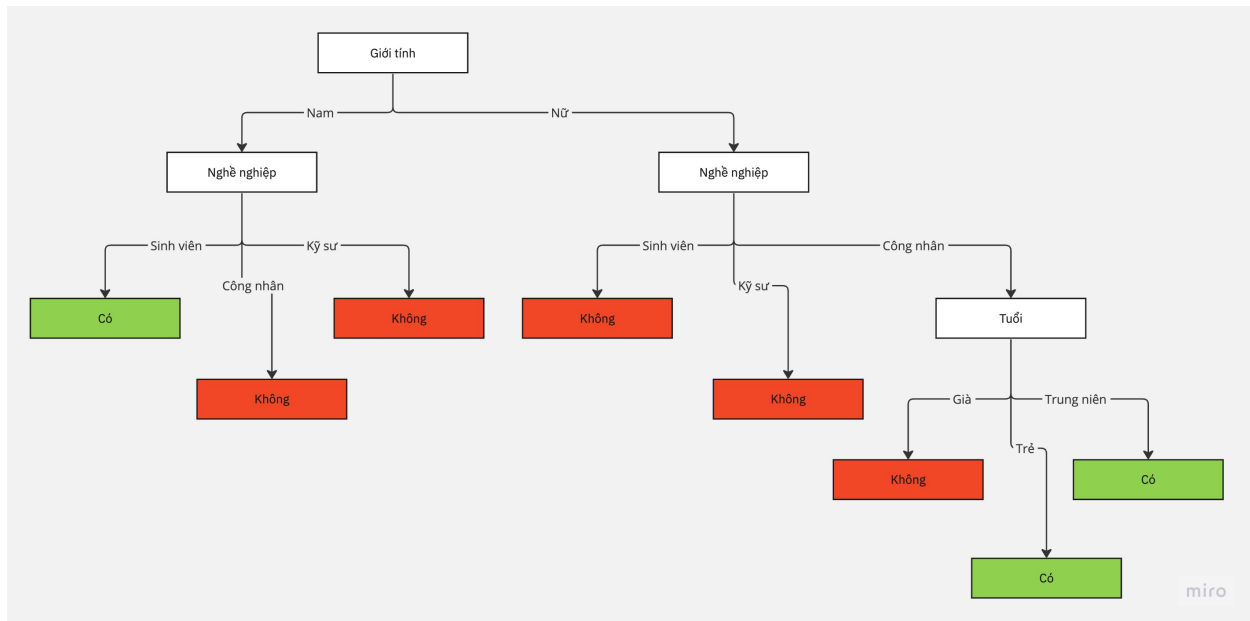 Giới tính
Nam
Nữ
Nghề nghiệp
Nghề nghiệp
Sinh viên
Kỹ sư
Sinh viên
Công nhân
Công nhân
Kỹ sư
Có
Không
Không
Tuổi
Không
Không
Già
Trung niên
Trẻ
Không
Có
Có
miro